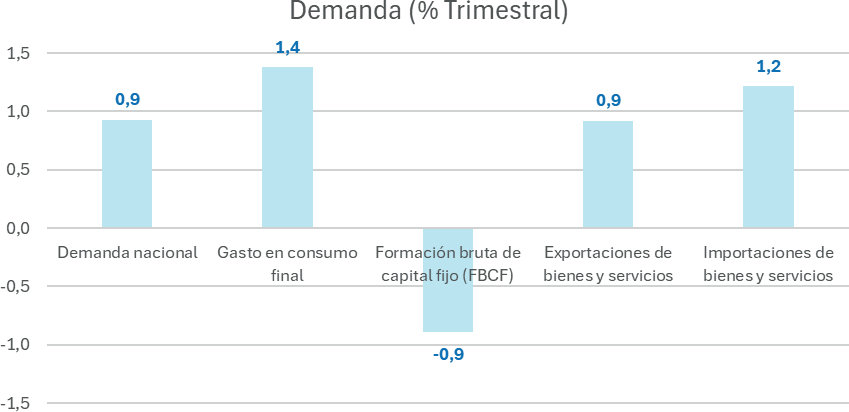 Demanda (% Trimestral)
1,5
1,0
0,5
0,0
-0,5
-1,0
-1,5
0,9
1,4
-0,9
0,9
1,2
Demanda nacional
Gasto en consumo
final
Formación bruta de
capital fijo (FBCF)
Exportaciones de
bienes y servicios
Importaciones de
bienes y servicios